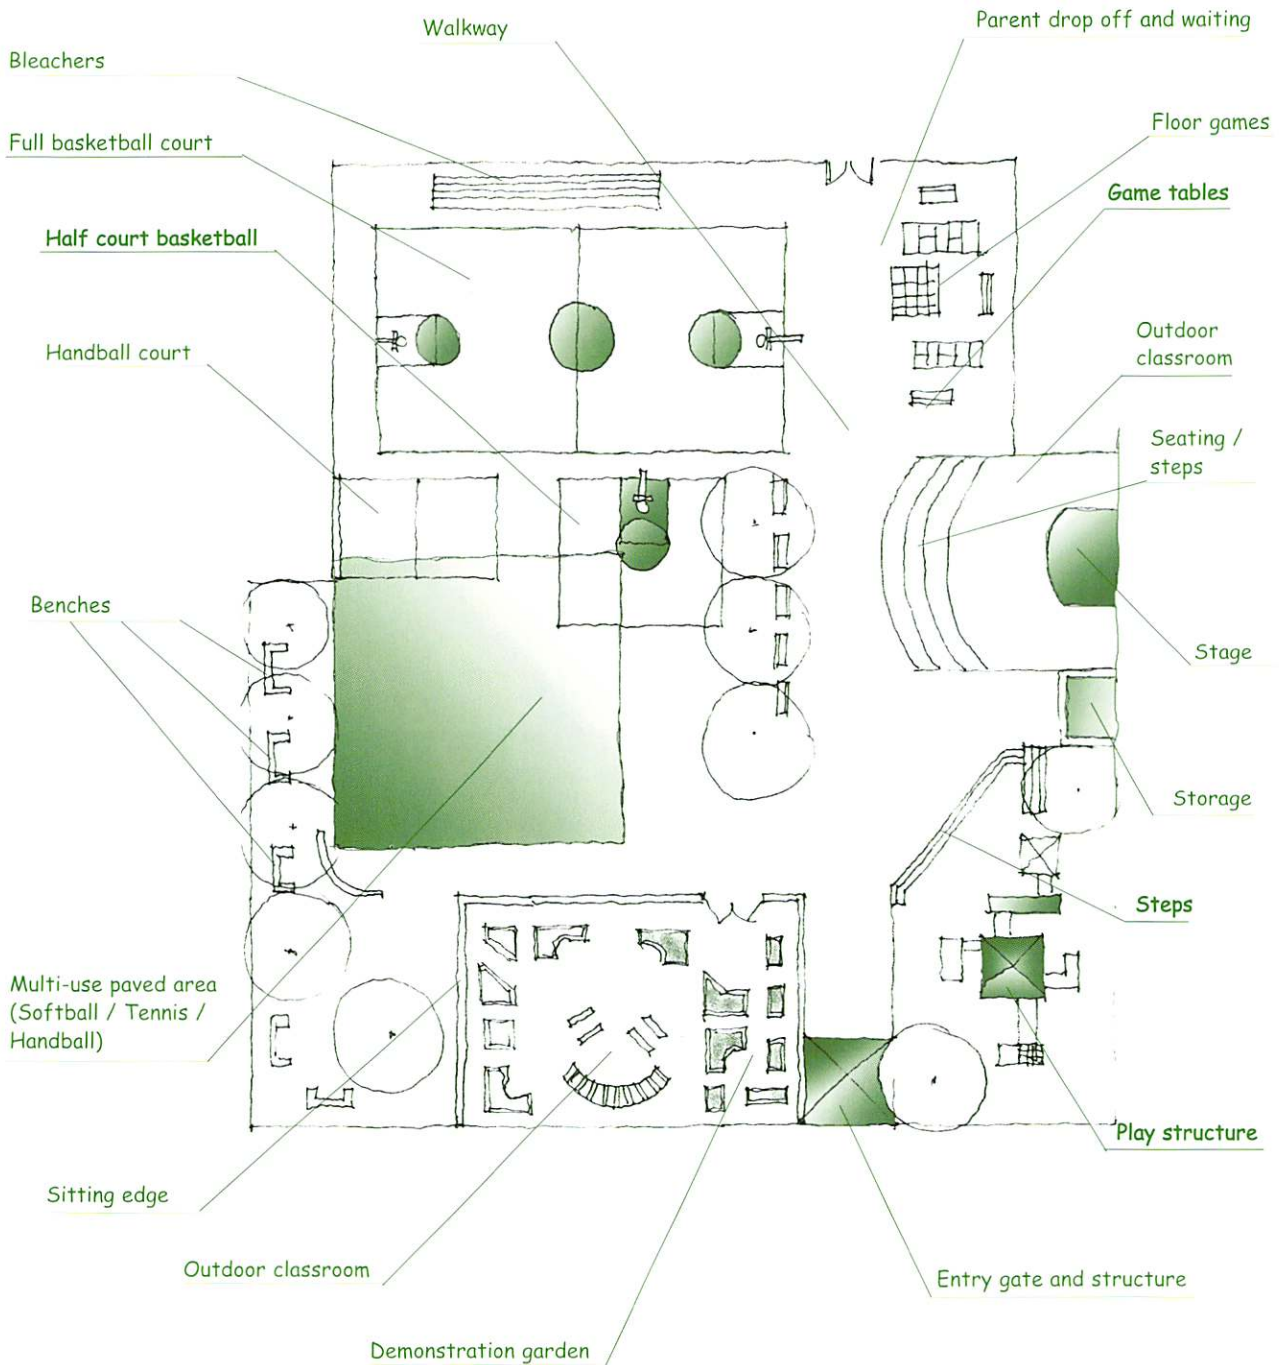 Walkway
Parent drop off and waiting
Bleachers
Floor games
Full basketball court
Game tables
Half court basketball
Outdoor
classroom
Handball court
Seating /
steps
Benches
Stage
Storage
Steps
Multi-use paved area
(Softball / Tennis /
Handball)
Play structure
Sitting edge
Outdoor classroom
Entry gate and structure
Demonstration garden